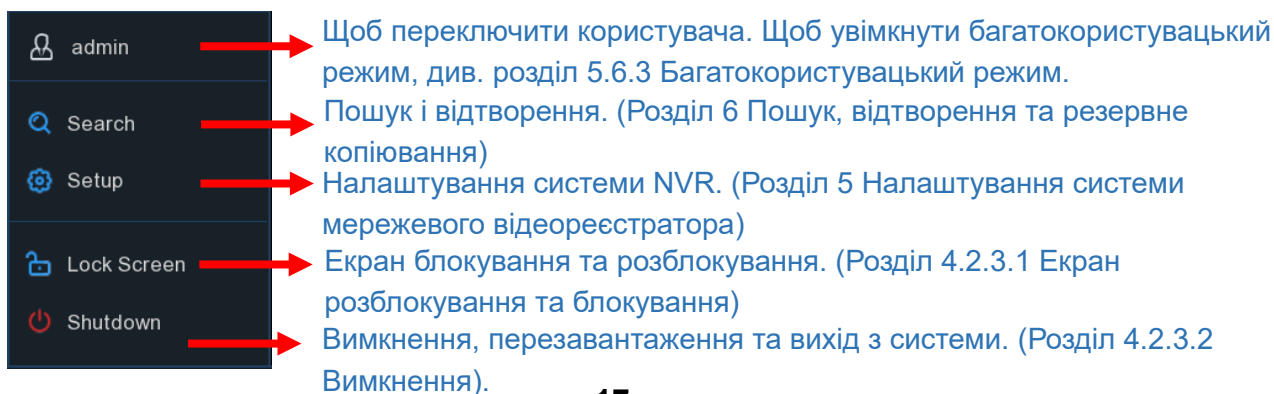 admin
Щоб переключити користувача. Щоб увімкнути багатокористувацький
режим, див. розділ 5.6.3 Багатокористувацький режим.
Search
Пошук і відтворення. (Розділ 6 Пошук, відтворення та резервне
копіювання)
Setup
Налаштування системи NVR. (Розділ 5 Налаштування системи
мережевого відеореєстратора)
Lock Screen
Екран блокування та розблокування. (Розділ 4.2.3.1 Екран
розблокування та блокування)
Shutdown
Вимкнення, перезавантаження та вихід з системи. (Розділ 4.2.3.2
Вимкнення).